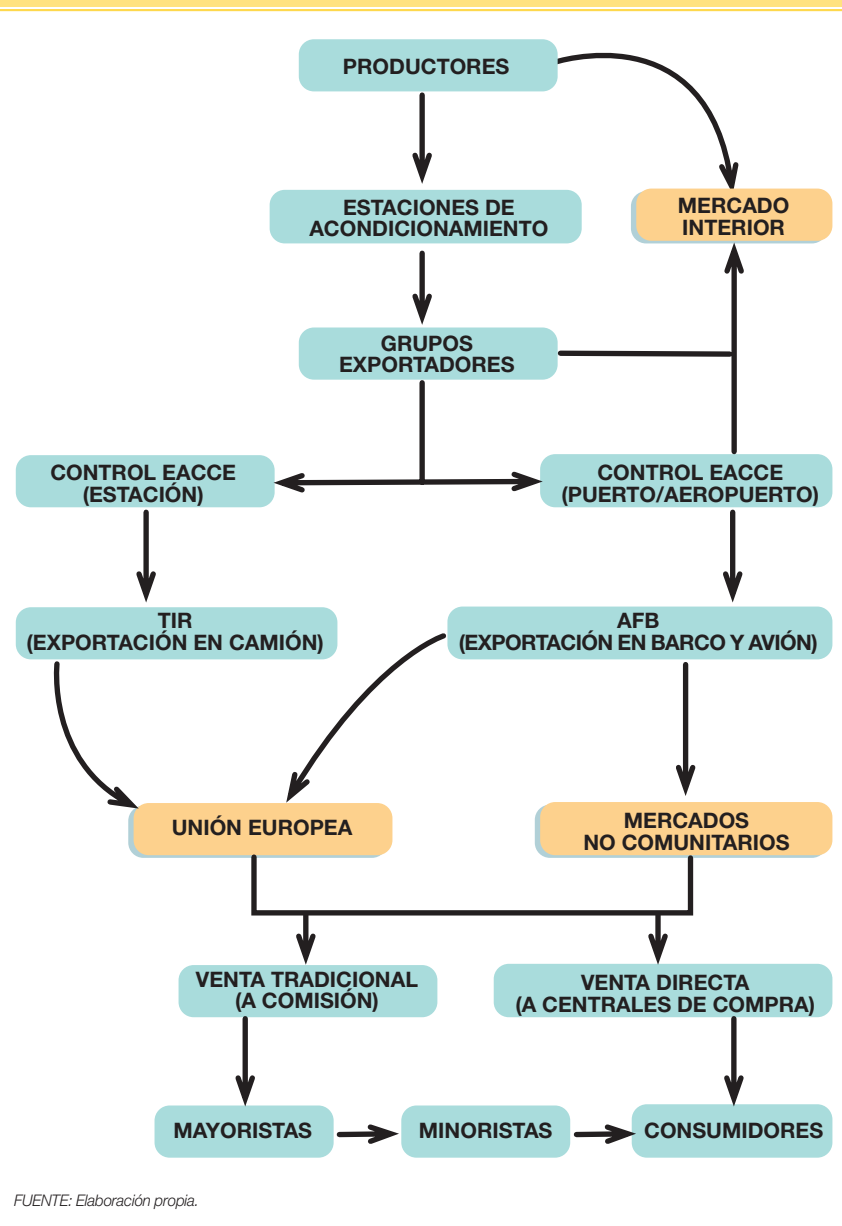 PRODUCTORES
ESTACIONES DE
ACONDICIONAMIENTO
MERCADO
INTERIOR
GRUPOS
EXPORTADORES
CONTROL EACCE
(ESTACIÓN)
CONTROL EACCE
(PUERTO/AEROPUERTO)
TIR
(EXPORTACIÓN EN CAMIÓN)
AFB
(EXPORTACIÓN EN BARCO Y AVIÓN)
UNIÓN EUROPEA
MERCADOS
NO COMUNITARIOS
VENTA TRADICIONAL
(A COMISIÓN)
VENTA DIRECTA
(A CENTRALES DE COMPRA)
MAYORISTAS
MINORISTAS
CONSUMIDORES
FUENTE: Elaboración propia.